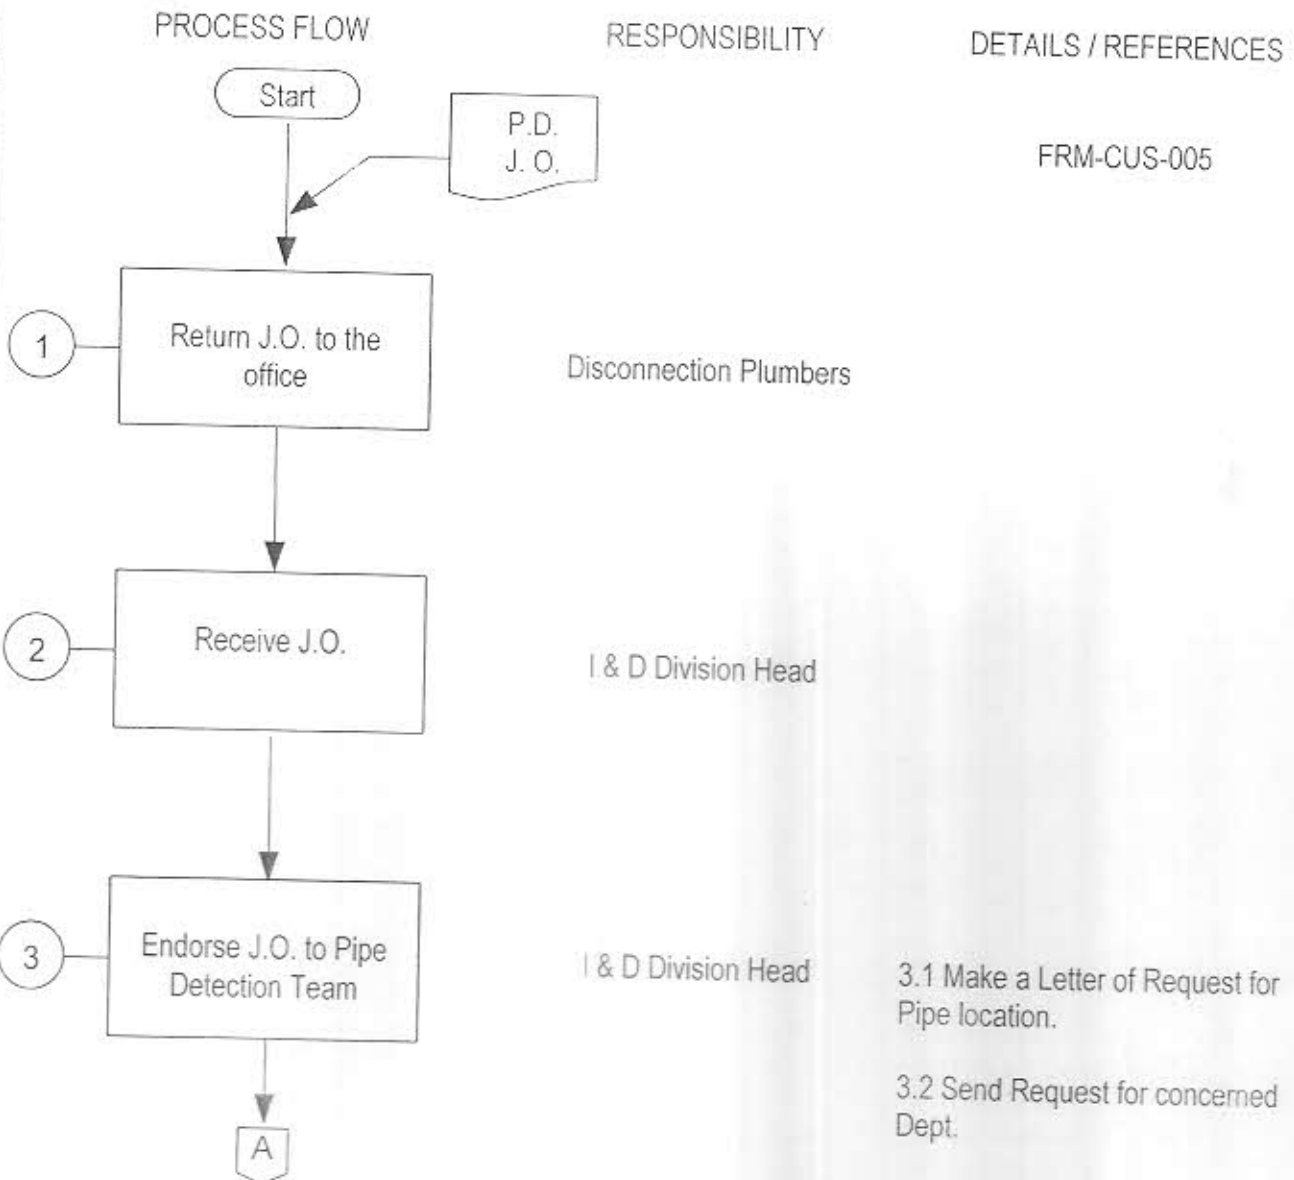 PROCESS FLOW
RESPONSIBILITY
DETAILS / REFERENCES
Start
P.D.
J. O.
FRM-CUS-005
1
Return J.O. to the
office
Disconnection Plumbers
2
Receive J.O.
I & D Division Head
3
Endorse J.O. to Pipe
Detection Team
I & D Division Head
3.1 Make a Letter of Request for
Pipe location.
3.2 Send Request for concerned
Dept.
A